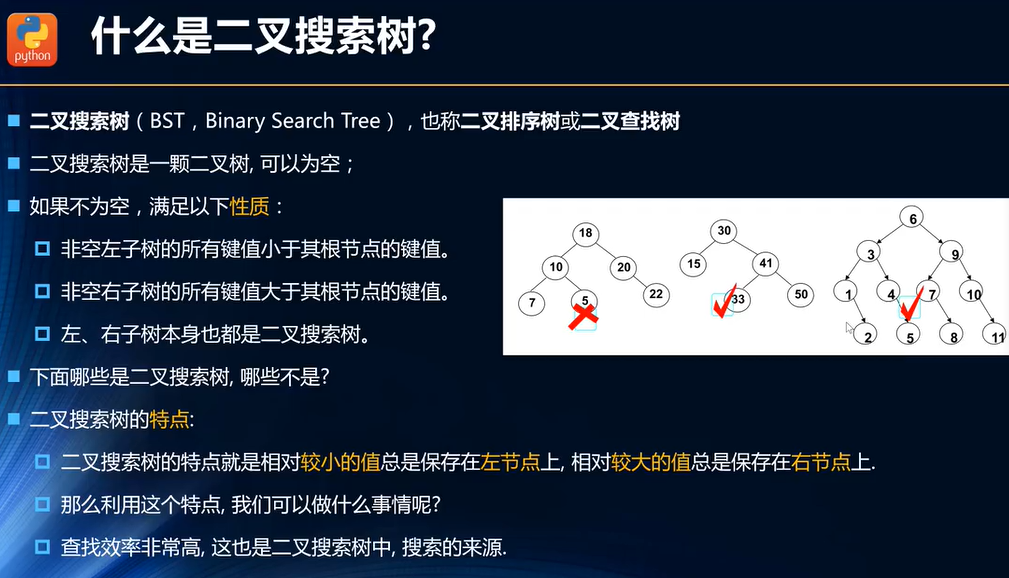 python
什么是二叉搜索树?
二叉搜索树（BST，Binary Search Tree），也称二叉排序树或二叉查找树
二叉搜索树是一颗二叉树, 可以为空；
如果不为空，满足以下性质：
非空左子树的所有键值小于其根节点的键值。
非空右子树的所有键值大于其根节点的键值。
左、右子树本身也都是二叉搜索树。
18
10 20
7 5 22
30
15 41
33 50
6
3 9
1 4 7 10
2 5 8 11
下面哪些是二叉搜索树, 哪些不是?
二叉搜索树的特点:
二叉搜索树的特点就是相对较小的值总是保存在左节点上, 相对较大的值总是保存在右节点上.
那么利用这个特点, 我们可以做什么事情呢?
查找效率非常高, 这也是二叉搜索树中, 搜索的来源.